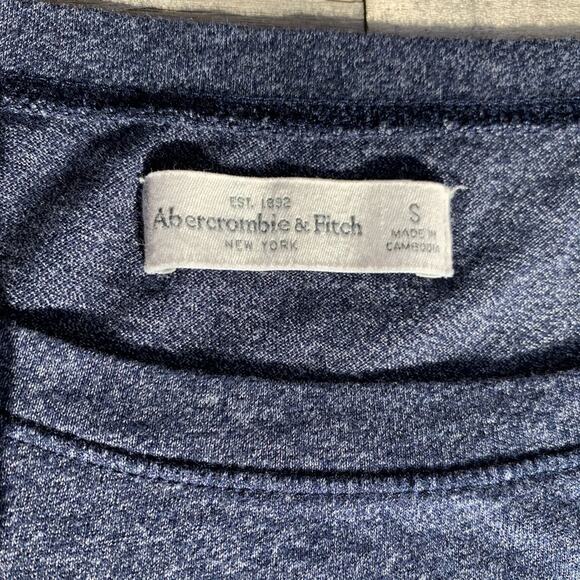 EST. 1892
Abercrombie & Fitch
NEW YORK
S
MADE IN
CAMBODIA